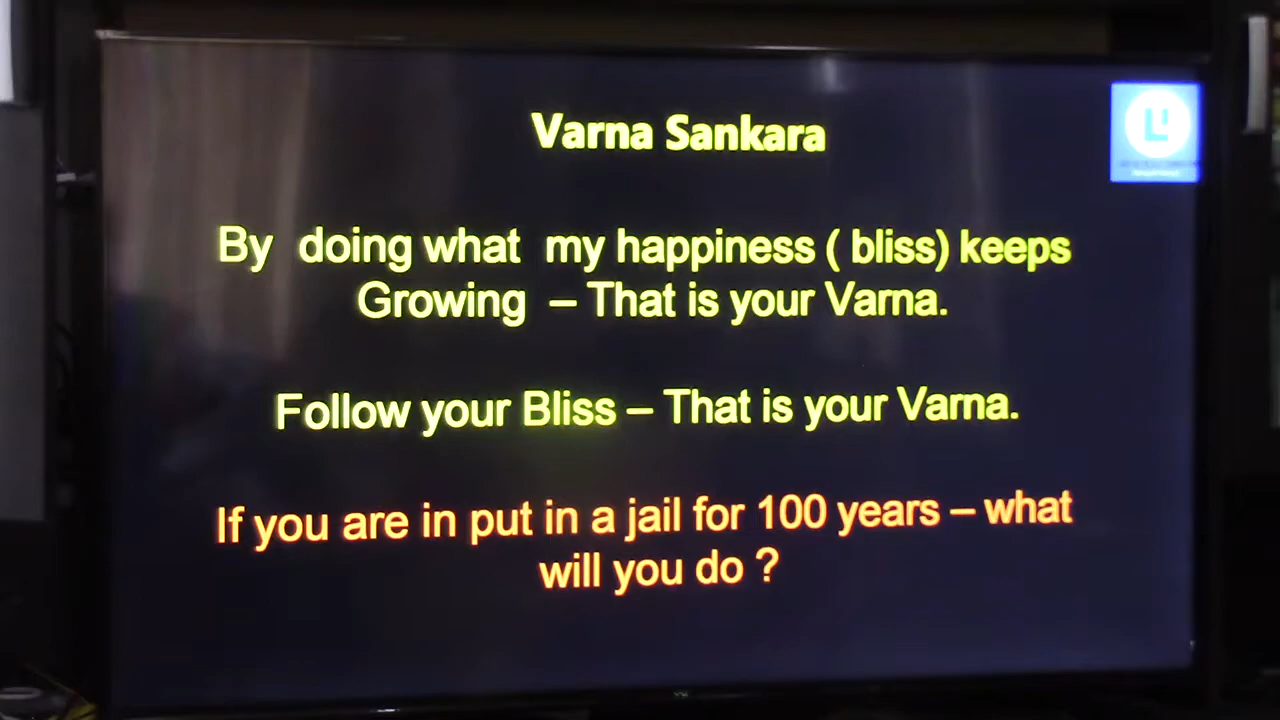 Varna Sankara
By doing what my happiness ( bliss) keeps
Growing – That is your Varna.
Follow your Bliss – That is your Varna.
If you are in put in a jail for 100 years – what
will you do ?